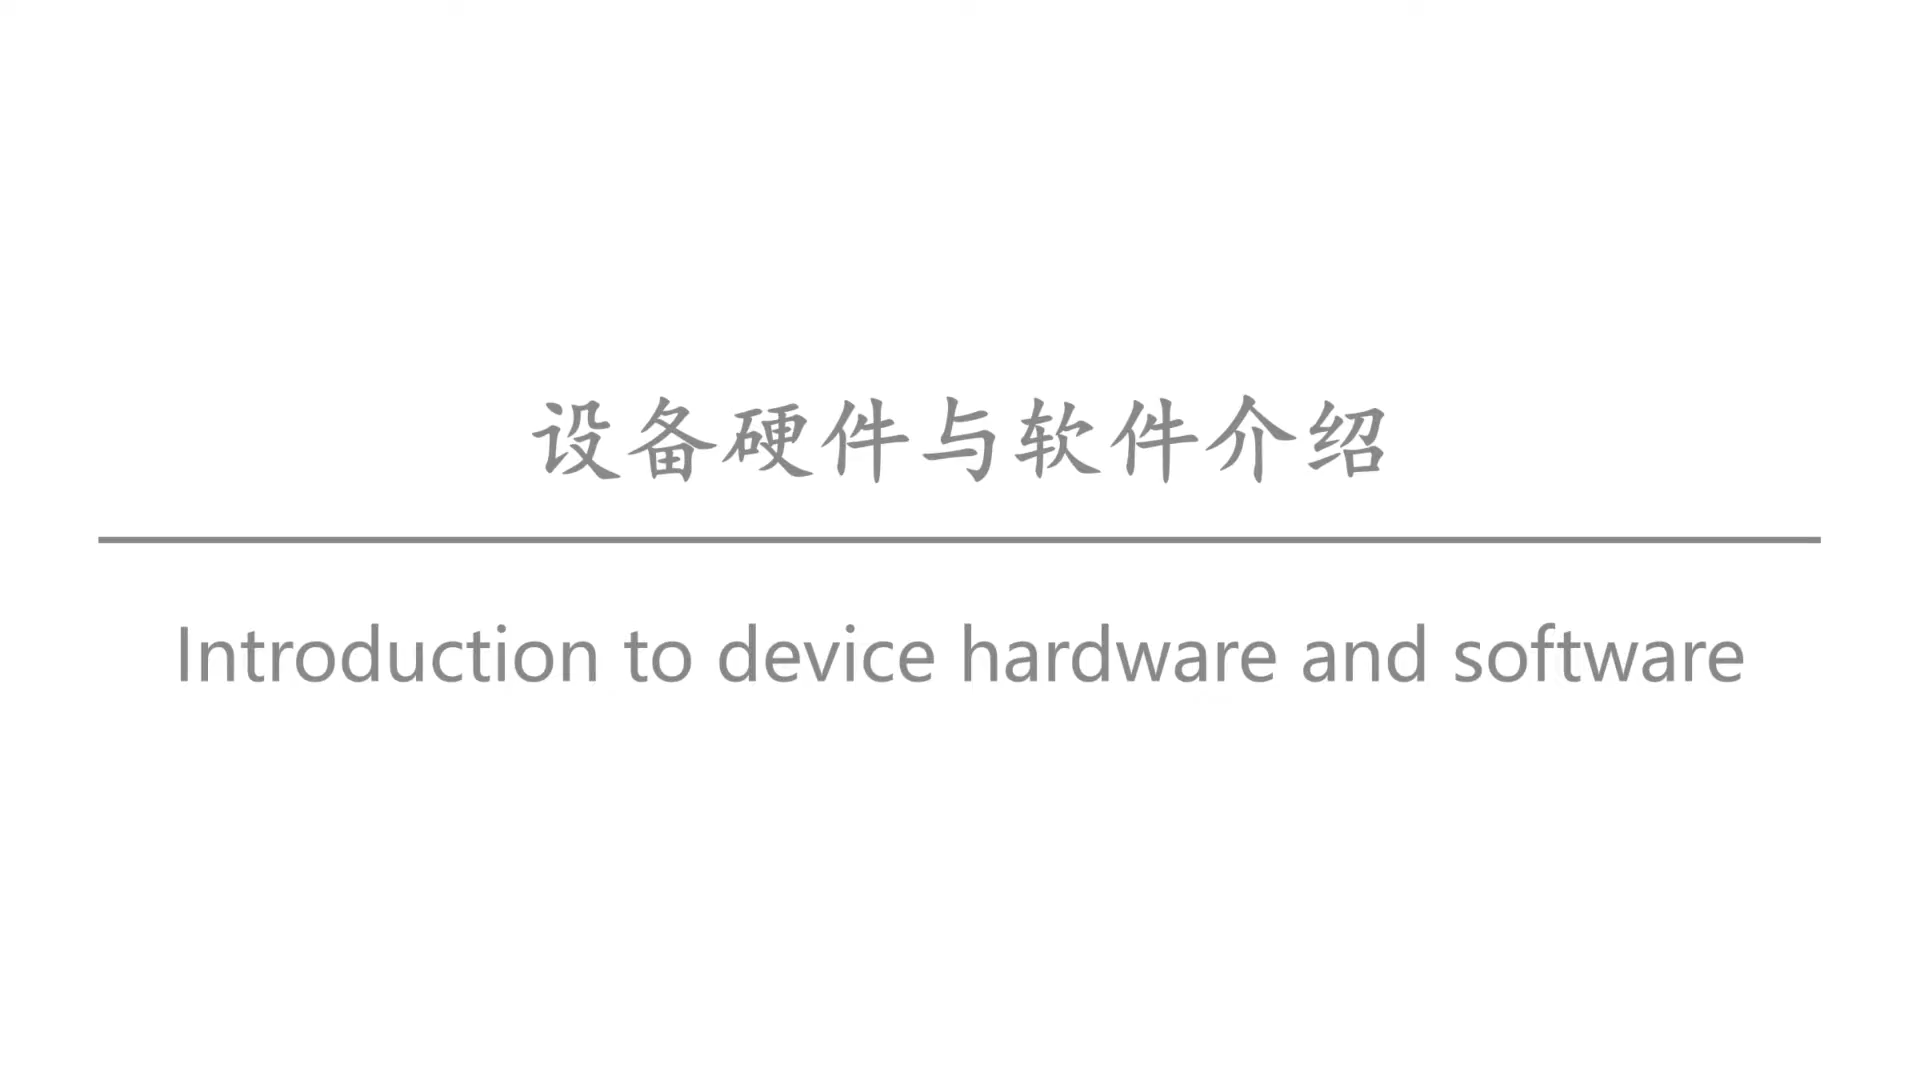 设备硬件与软件介绍
Introduction to device hardware and software